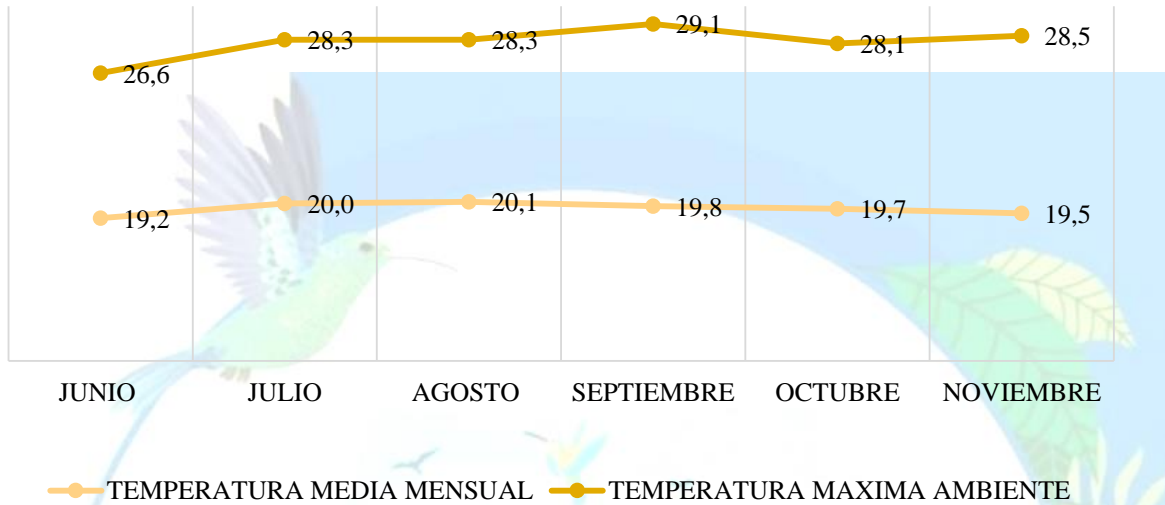 29,1
28,3 28,3 28,1 28,5
26,6
19,2 20,0 20,1 19,8 19,7 19,5
JUNIO JULIO AGOSTO SEPTIEMBRE OCTUBRE NOVIEMBRE
TEMPERATURA MEDIA MENSUAL TEMPERATURA MAXIMA AMBIENTE